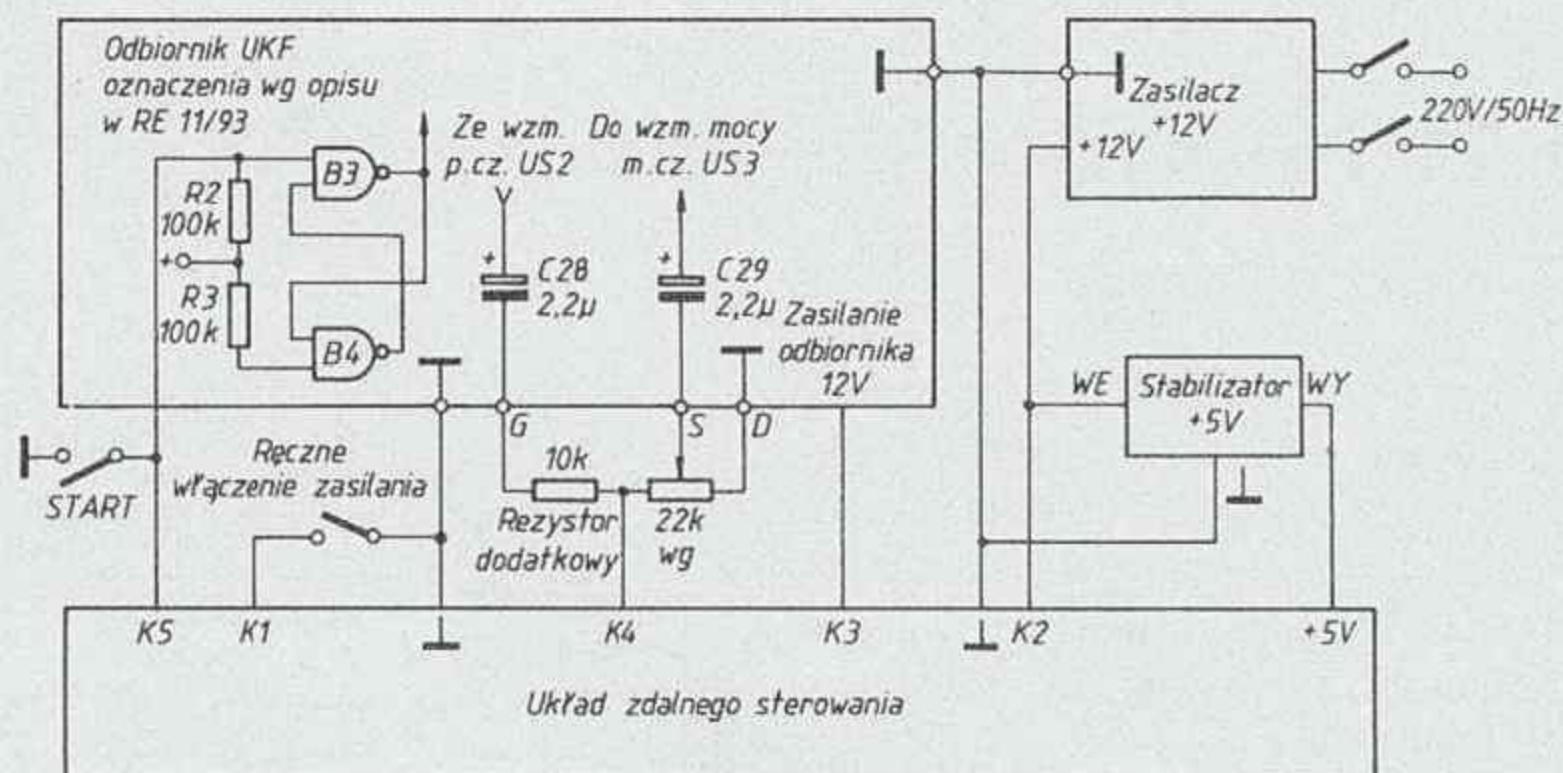 Odbiornik UKF
oznaczenia wg opisu
w RE 11/93
Ze wzm.
p.cz. US2
Do wzm. mocy
m.cz. US3
B3
R2
100k
+
R3
100k
B4
+
C28
2,2µ
+
C29
2,2µ
Zasilanie
odbiornika
12V
Zasilacz
+12V
+12V
220V/50Hz
WE
Stabilizator
+5V
WY
G
S
D
START
Ręczne
włączenie zasilania
10k
Rezystor
dodatkowy
22k
wg
K5
K1
K4
K3
K2
+5V
Układ zdalnego sterowania